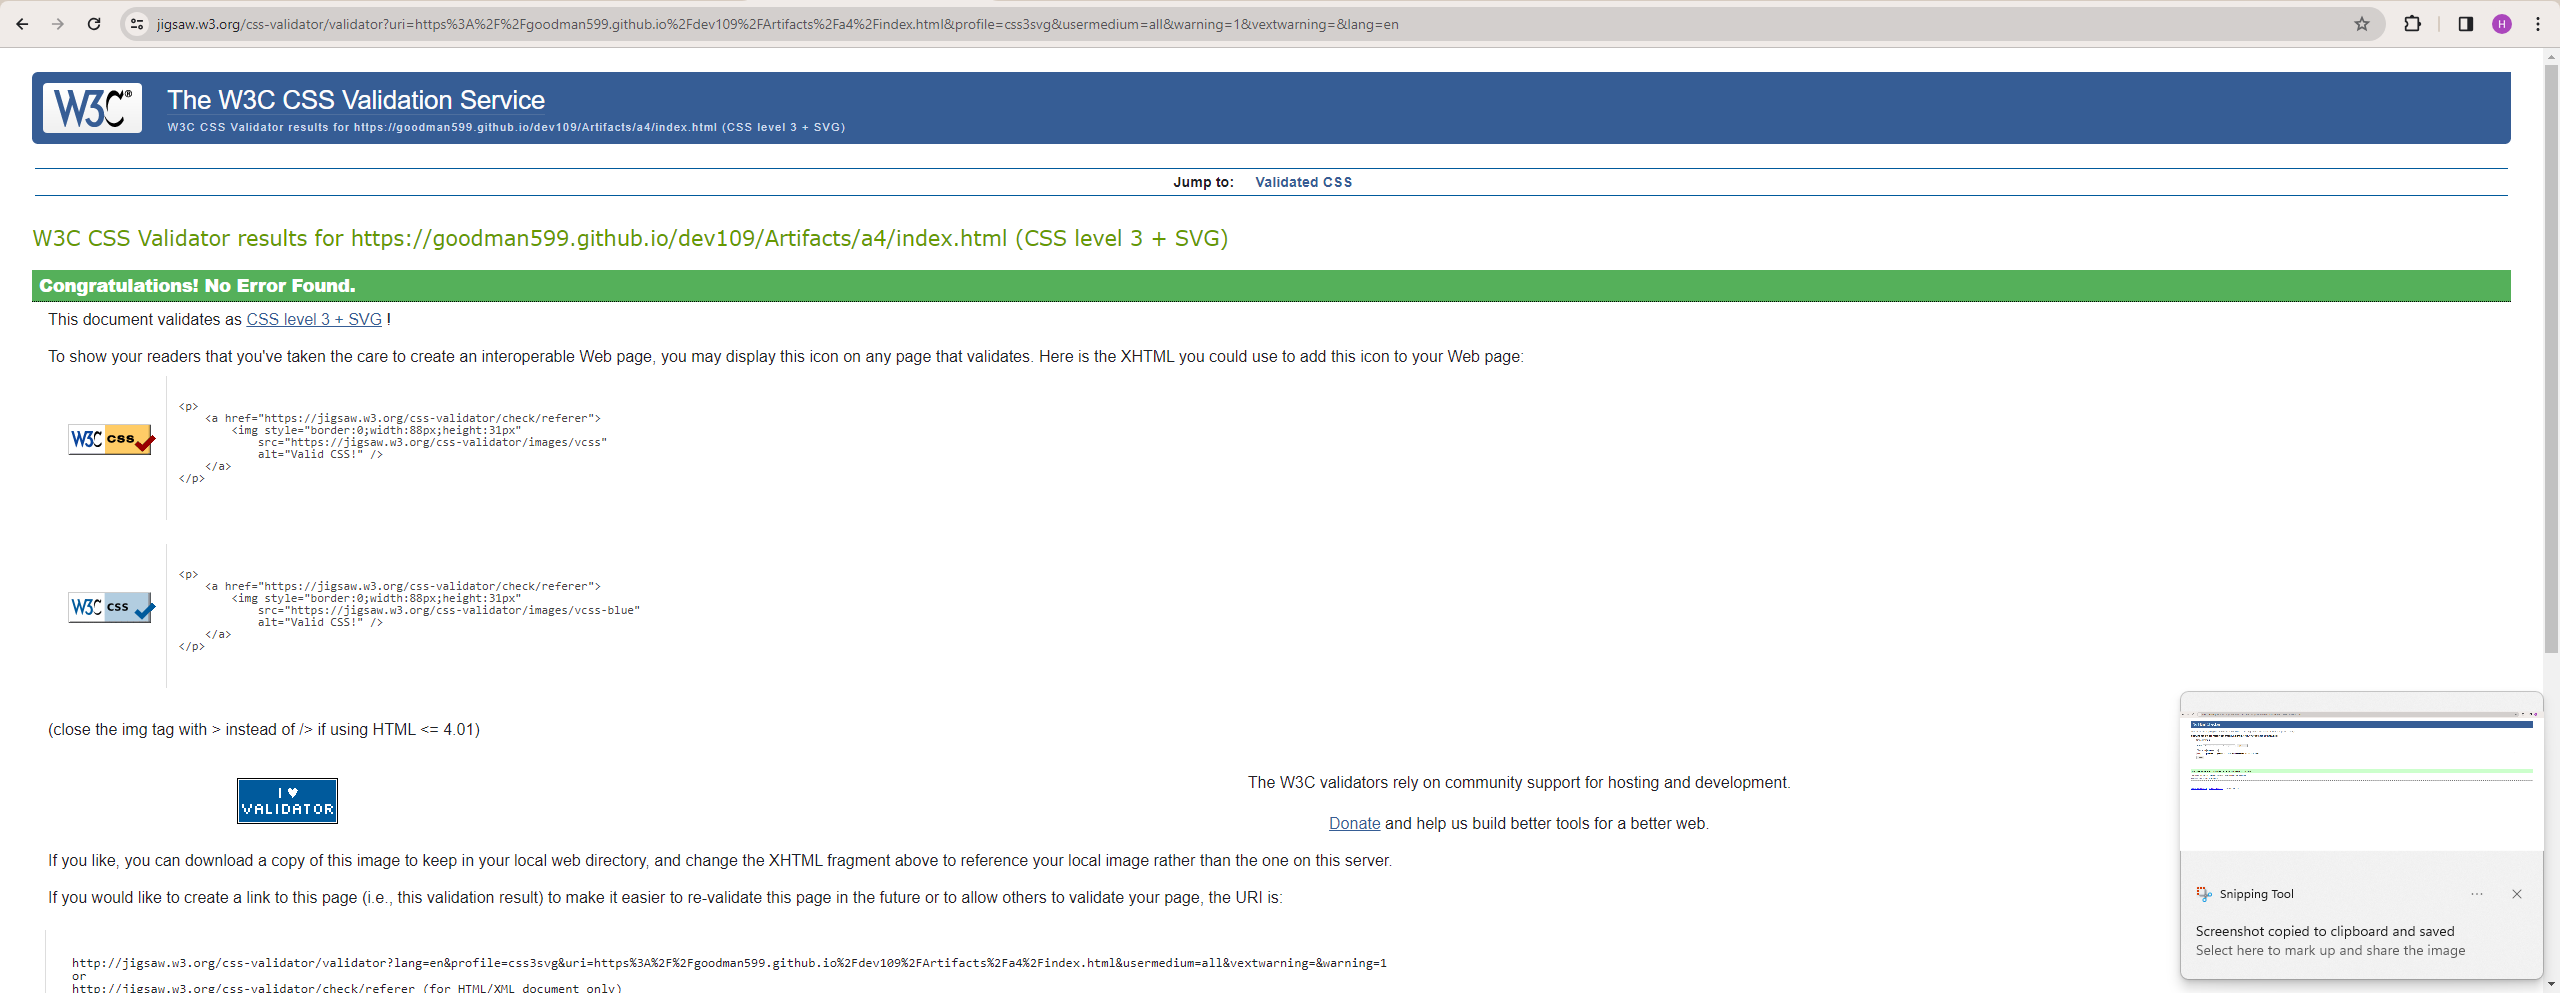 jigsaw.w3.org/css-validator/validator?uri=https%3A%2F%2Fgoodman599.github.io%2Fdev109%2FArtifacts%2Fa4%2Findex.html&profile=css3svg&usermedium=all&warning=1&vextwarning=&lang=en
H
W3C®
The W3C CSS Validation Service
W3C CSS Validator results for https://goodman599.github.io/dev109/Artifacts/a4/index.html (CSS level 3 + SVG)
Jump to: Validated CSS
W3C CSS Validator results for https://goodman599.github.io/dev109/Artifacts/a4/index.html (CSS level 3 + SVG)
Congratulations! No Error Found.
This document validates as CSS level 3 + SVG !
To show your readers that you've taken the care to create an interoperable Web page, you may display this icon on any page that validates. Here is the XHTML you could use to add this icon to your Web page:
W3C css
<p>
<a href="https://jigsaw.w3.org/css-validator/check/referer">
<img style="border:0;width:88px;height:31px"
src="https://jigsaw.w3.org/css-validator/images/vcss"
alt="Valid CSS!" />
</a>
</p>
W3C css
<p>
<a href="https://jigsaw.w3.org/css-validator/check/referer">
<img style="border:0;width:88px;height:31px"
src="https://jigsaw.w3.org/css-validator/images/vcss-blue"
alt="Valid CSS!" />
</a>
</p>
(close the img tag with > instead of /> if using HTML <= 4.01)
I ♥
VALIDATOR
The W3C validators rely on community support for hosting and development.
Donate and help us build better tools for a better web.
If you like, you can download a copy of this image to keep in your local web directory, and change the XHTML fragment above to reference your local image rather than the one on this server.
If you would like to create a link to this page (i.e., this validation result) to make it easier to re-validate this page in the future or to allow others to validate your page, the URI is:
http://jigsaw.w3.org/css-validator/validator?lang=en&profile=css3svg&uri=https%3A%2F%2Fgoodman599.github.io%2Fdev109%2FArtifacts%2Fa4%2Findex.html&usermedium=all&vextwarning=&warning=1
or
http://jigsaw.w3.org/css-validator/check/referer (for HTML/XML document only)
Snipping Tool
Screenshot copied to clipboard and saved
Select here to mark up and share the image